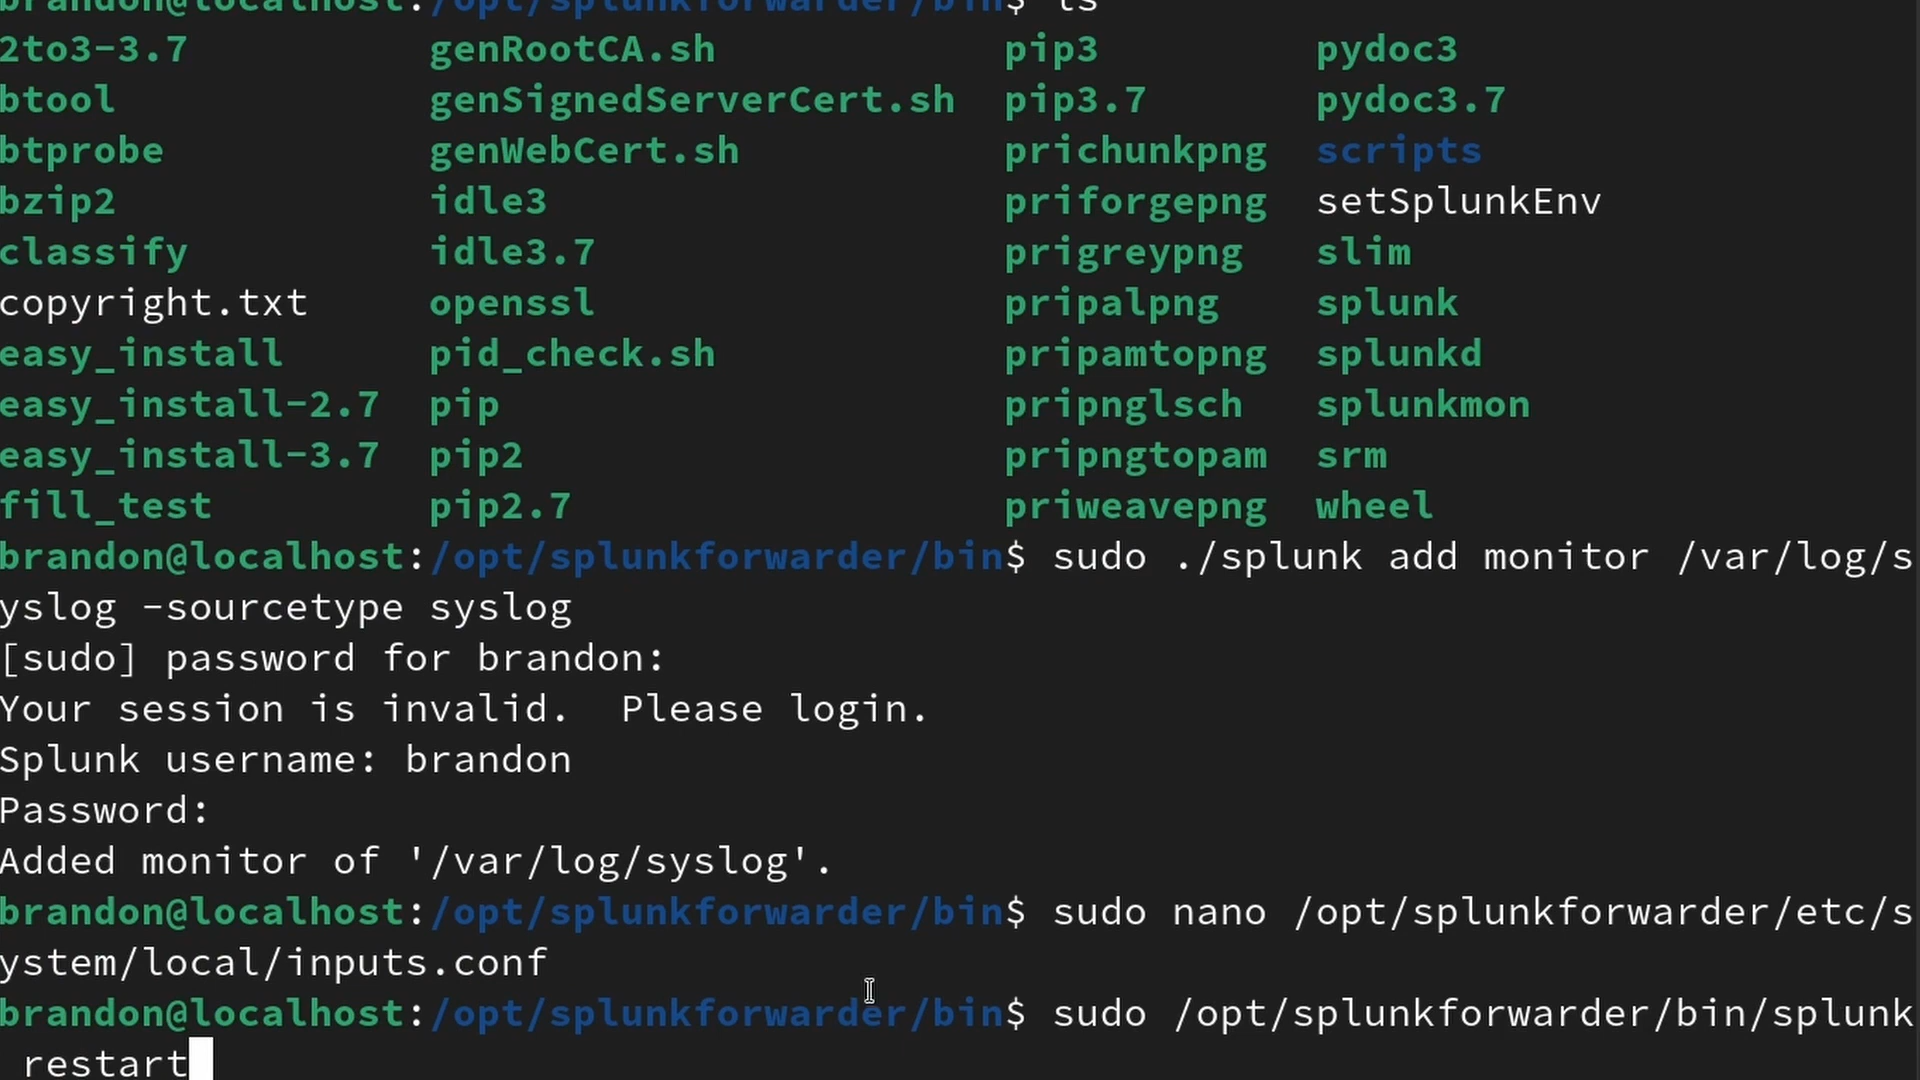 brandon@localhost:/opt/splunkforwarder/bin$ ls
2to3-3.7 genRootCA.sh pip3 pydoc3
btool genSignedServerCert.sh pip3.7 pydoc3.7
btprobe genWebCert.sh prichunkpng scripts
bzip2 idle3 priforgepng setSplunkEnv
classify idle3.7 prigreypng slim
copyright.txt openssl pripalpng splunk
easy_install pid_check.sh pripamtopng splunkd
easy_install-2.7 pip pripnglsch splunkmon
easy_install-3.7 pip2 pripngtopam srm
fill_test pip2.7 priweavepng wheel
brandon@localhost:/opt/splunkforwarder/bin$ sudo ./splunk add monitor /var/log/s
yslog -sourcetype syslog
[sudo] password for brandon:
Your session is invalid.  Please login.
Splunk username: brandon
Password:
Added monitor of '/var/log/syslog'.
brandon@localhost:/opt/splunkforwarder/bin$ sudo nano /opt/splunkforwarder/etc/s
ystem/local/inputs.conf
brandon@localhost:/opt/splunkforwarder/bin$ sudo /opt/splunkforwarder/bin/splunk
 restart